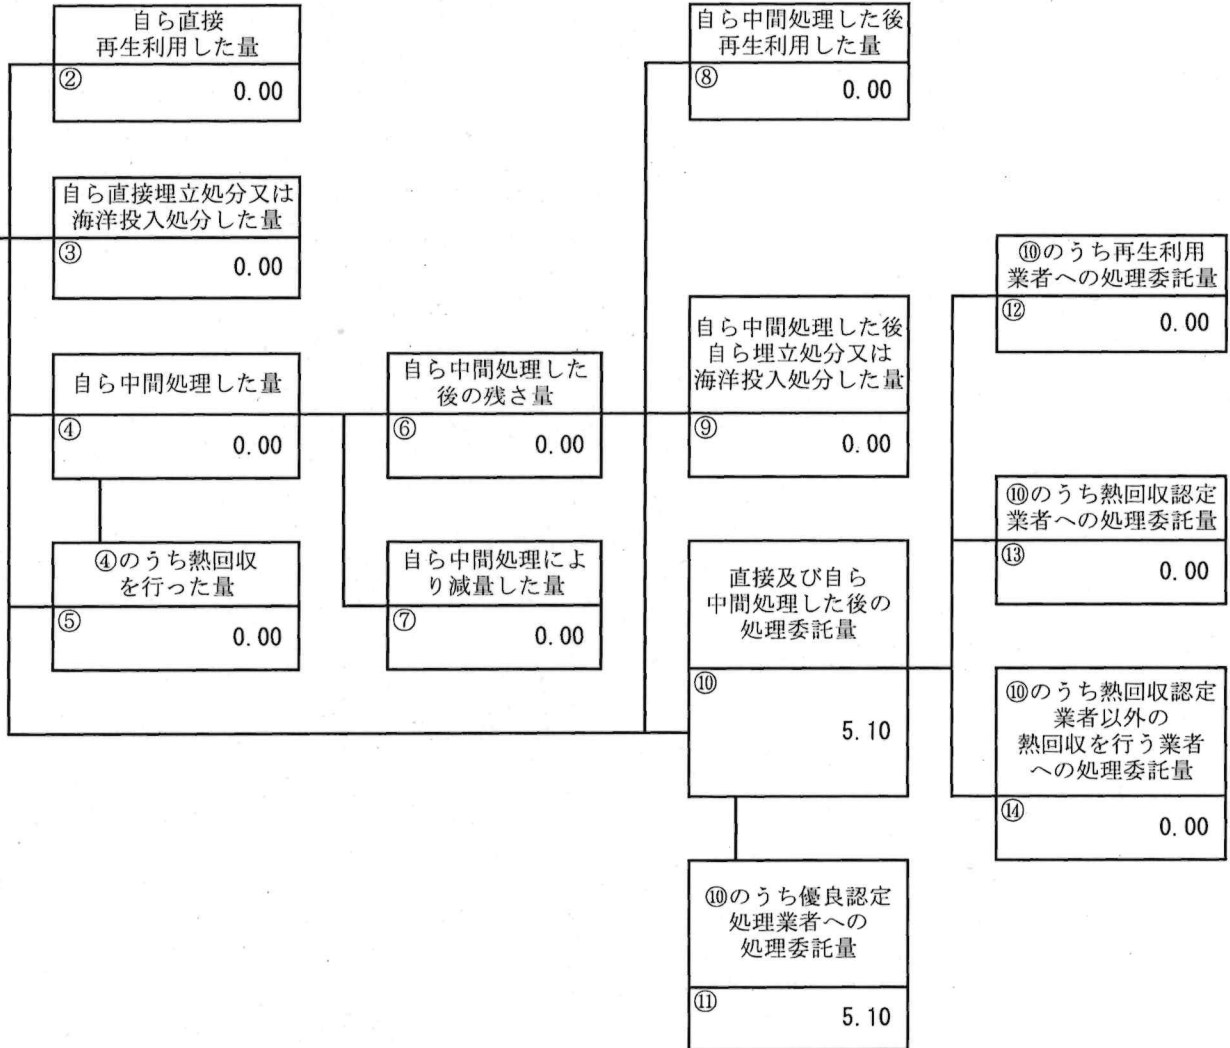 自ら直接
再生利用した量
②
0.00
自ら直接埋立処分又は
海洋投入処分した量
③
0.00
自ら中間処理した量
④
0.00
④のうち熱回収
を行った量
⑤
0.00
自ら中間処理した
後の残さ量
⑥
0.00
自ら中間処理によ
り減量した量
⑦
0.00
自ら中間処理した後
再生利用した量
⑧
0.00
自ら中間処理した後
自ら埋立処分又は
海洋投入処分した量
⑨
0.00
直接及び自ら
中間処理した後の
処理委託量
⑩
5.10
⑩のうち優良認定
処理業者への
処理委託量
⑪
5.10
⑩のうち再生利用
業者への処理委託量
⑫
0.00
⑩のうち熱回収認定
業者への処理委託量
⑬
0.00
⑩のうち熱回収認定
業者以外の
熱回収を行う業者
への処理委託量
⑭
0.00